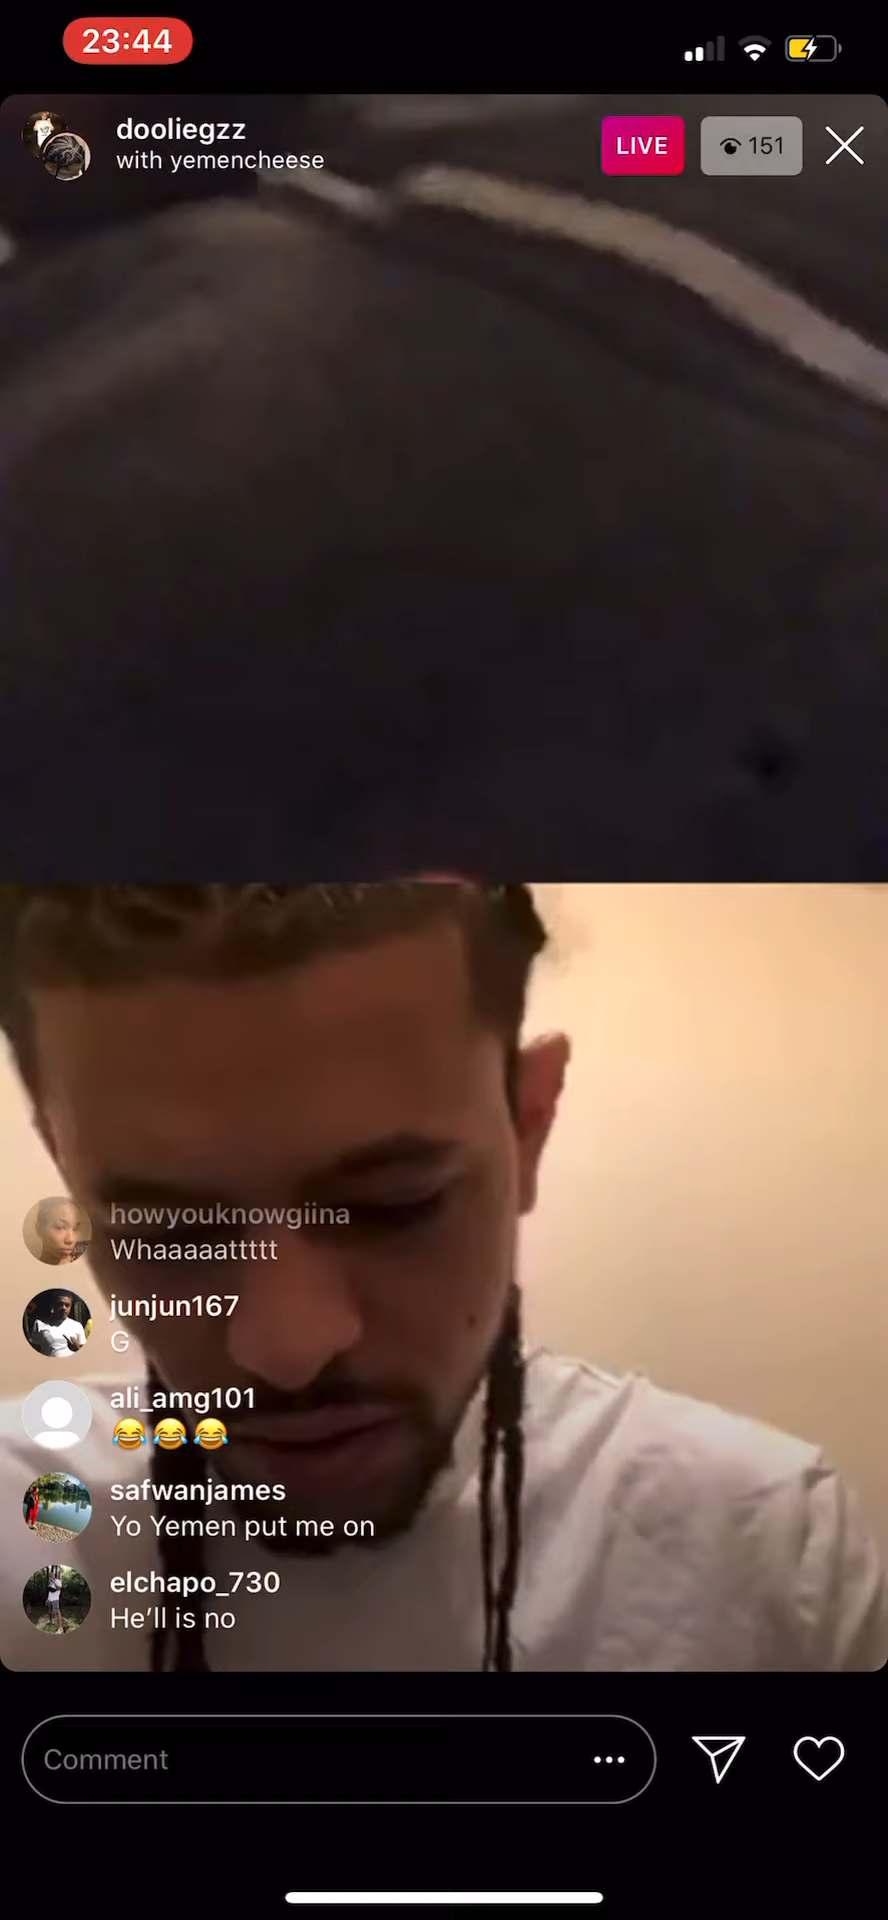 23:44
dooliegzz
with yemencheese
LIVE
151
howyouknowgiina
Whaaaaattttt
junjun167
G
ali_amg101
😂😂😂
safwanjames
Yo Yemen put me on
elchapo_730
He’ll is no
Comment